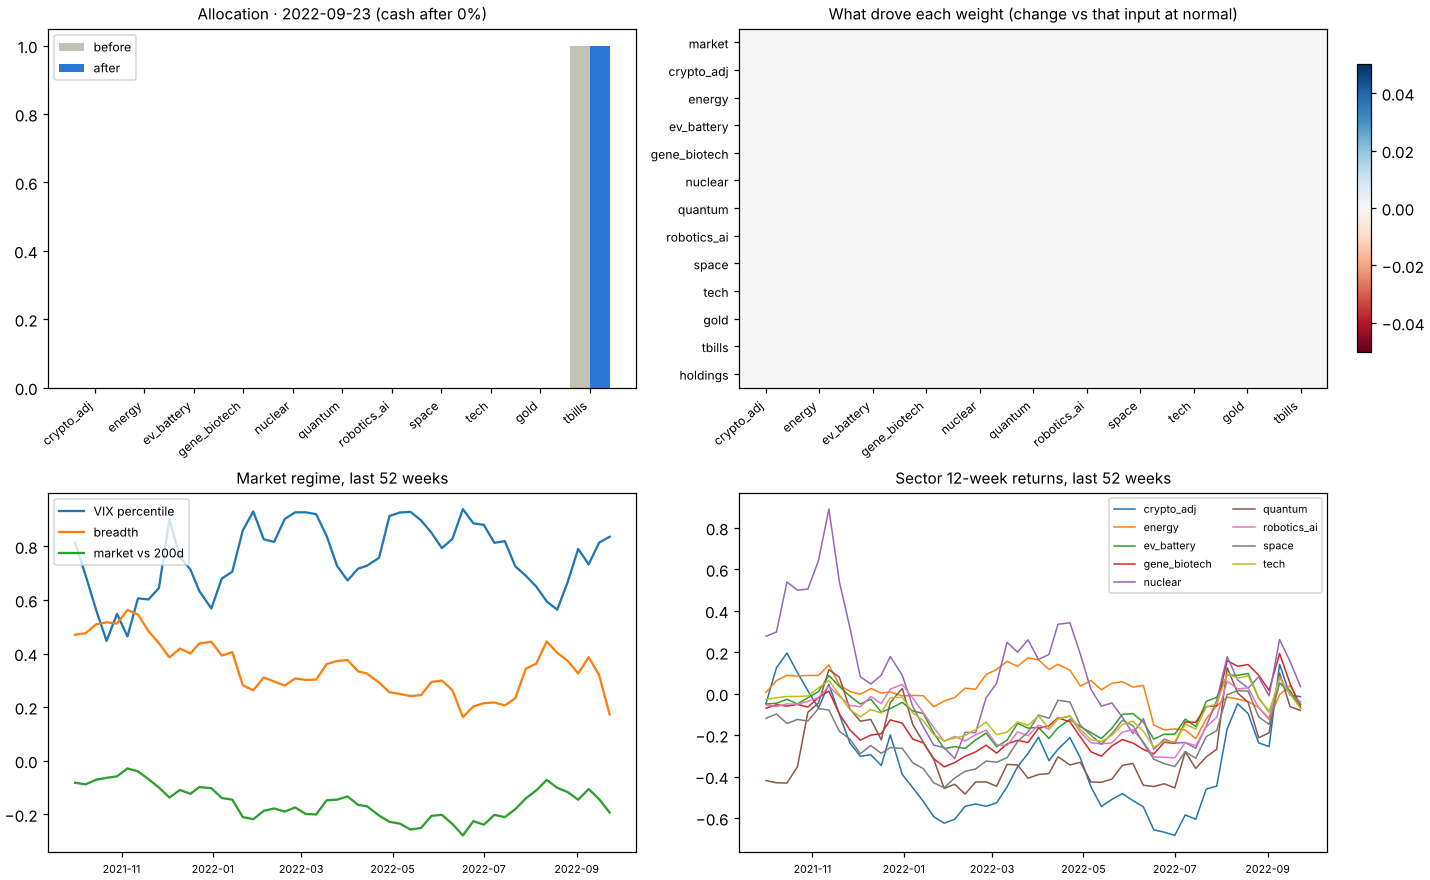 Allocation · 2022-09-23 (cash after 0%)
before
after
1.0
0.8
0.6
0.4
0.2
0.0
crypto_adj
energy
ev_battery
gene_biotech
nuclear
quantum
robotics_ai
space
tech
gold
tbills
What drove each weight (change vs that input at normal)
market
crypto_adj
energy
ev_battery
gene_biotech
nuclear
quantum
robotics_ai
space
tech
gold
tbills
holdings
crypto_adj
energy
ev_battery
gene_biotech
nuclear
quantum
robotics_ai
space
tech
gold
tbills
0.04
0.02
0.00
−0.02
−0.04
Market regime, last 52 weeks
VIX percentile
breadth
market vs 200d
0.8
0.6
0.4
0.2
0.0
−0.2
2021-11
2022-01
2022-03
2022-05
2022-07
2022-09
Sector 12-week returns, last 52 weeks
crypto_adj
energy
ev_battery
gene_biotech
nuclear
quantum
robotics_ai
space
tech
0.8
0.6
0.4
0.2
0.0
−0.2
−0.4
−0.6
2021-11
2022-01
2022-03
2022-05
2022-07
2022-09